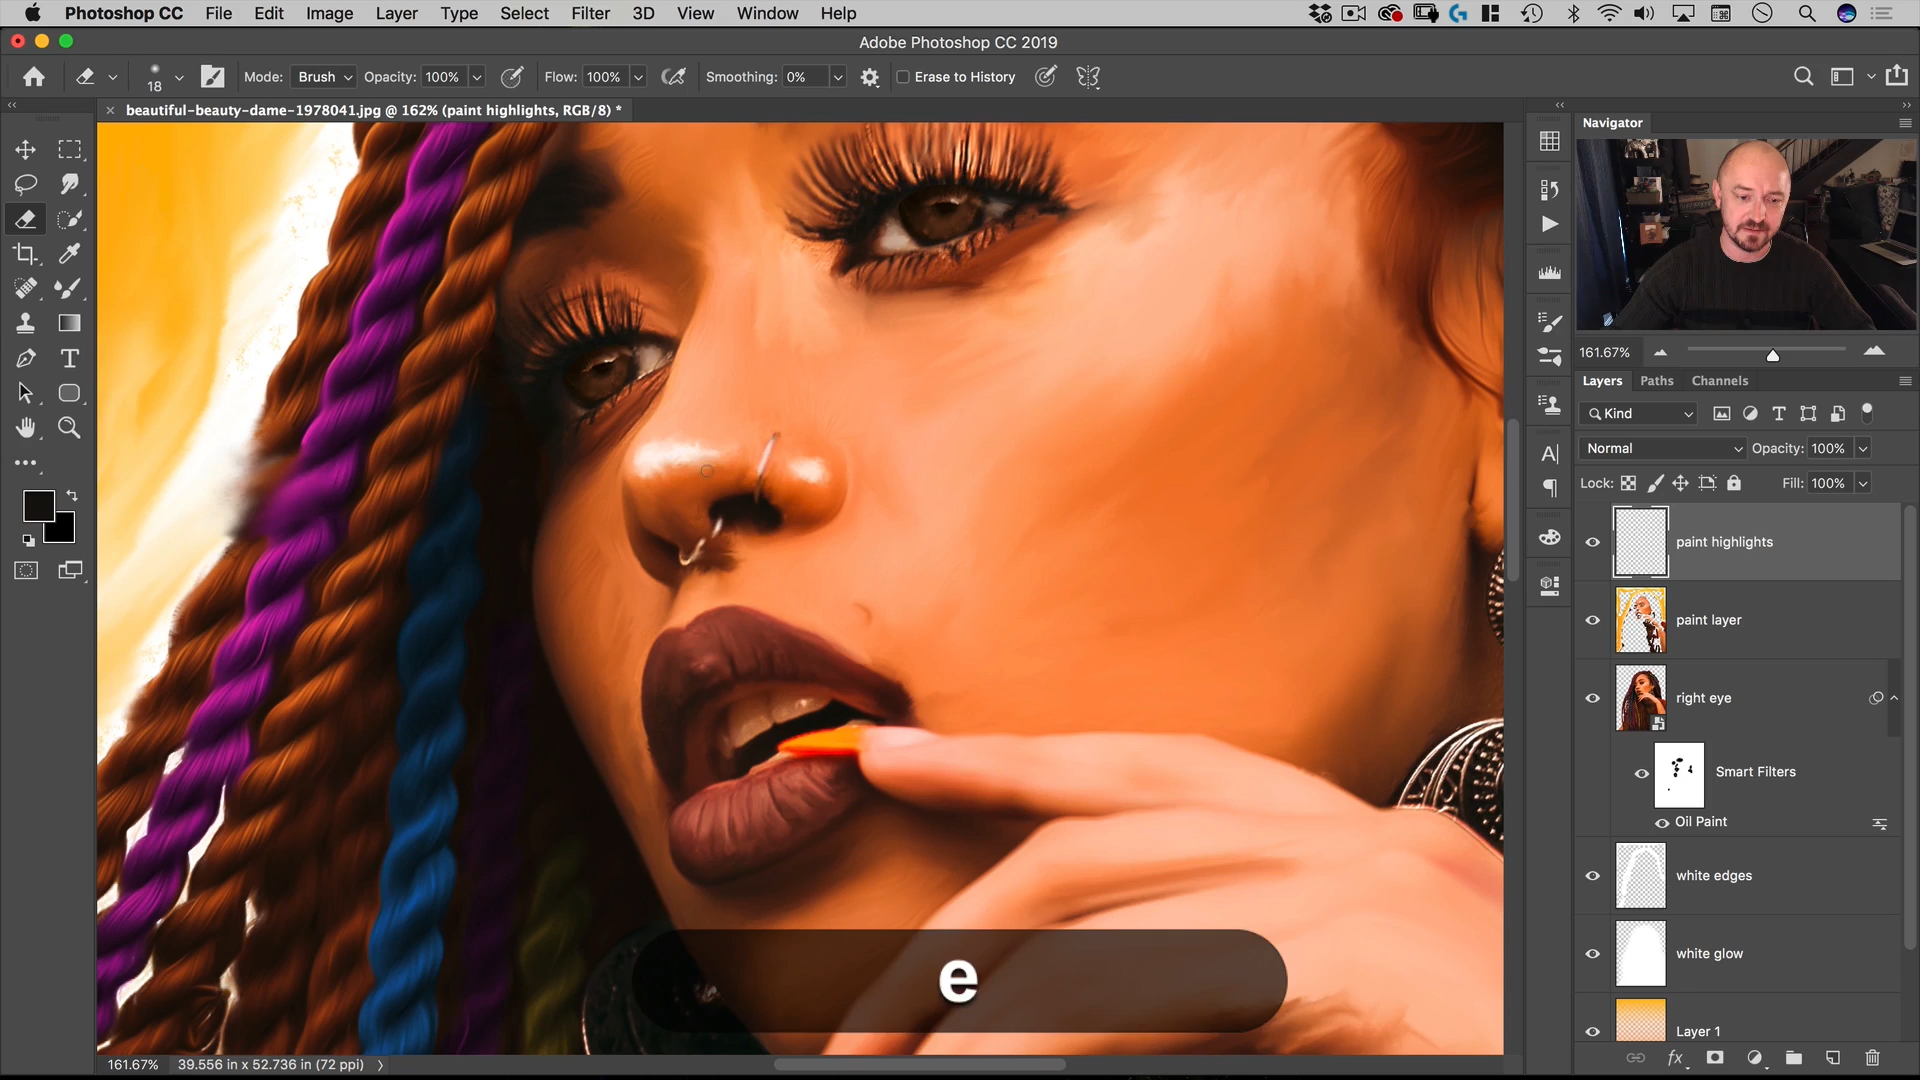 Photoshop CC File Edit Image Layer Type Select Filter 3D View Window Help
Adobe Photoshop CC 2019
18 Mode: Brush Opacity: 100% Flow: 100% Smoothing: 0% Erase to History
beautiful-beauty-dame-1978041.jpg @ 162% (paint highlights, RGB/8) *
Navigator
161.67%
Layers Paths Channels
Kind
Normal Opacity: 100%
Lock: Fill: 100%
paint highlights
paint layer
right eye
Smart Filters
Oil Paint
white edges
white glow
Layer 1
e
161.67% 39.556 in x 52.736 in (72 ppi)